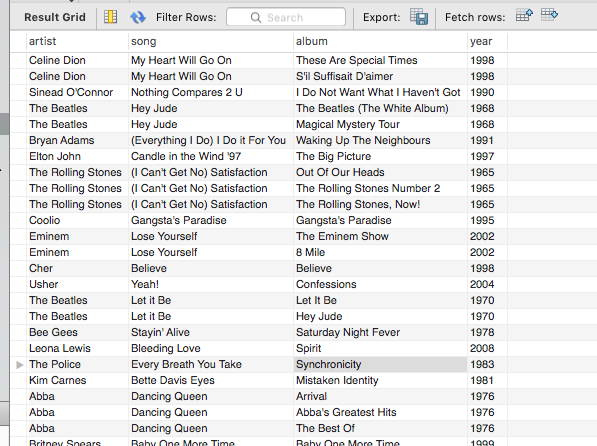 Result Grid Filter Rows: Search Export: Fetch rows:
artist song album year
Celine Dion My Heart Will Go On These Are Special Times 1998
Celine Dion My Heart Will Go On S'il Suffisait D'aimer 1998
Sinead O'Connor Nothing Compares 2 U I Do Not Want What I Haven't Got 1990
The Beatles Hey Jude The Beatles (The White Album) 1968
The Beatles Hey Jude Magical Mystery Tour 1968
Bryan Adams (Everything I Do) I Do it For You Waking Up The Neighbours 1991
Elton John Candle in the Wind '97 The Big Picture 1997
The Rolling Stones (I Can't Get No) Satisfaction Out Of Our Heads 1965
The Rolling Stones (I Can't Get No) Satisfaction The Rolling Stones Number 2 1965
The Rolling Stones (I Can't Get No) Satisfaction The Rolling Stones, Now! 1965
Coolio Gangsta's Paradise Gangsta's Paradise 1995
Eminem Lose Yourself The Eminem Show 2002
Eminem Lose Yourself 8 Mile 2002
Cher Believe Believe 1998
Usher Yeah! Confessions 2004
The Beatles Let it Be Let It Be 1970
The Beatles Let it Be Hey Jude 1970
Bee Gees Stayin' Alive Saturday Night Fever 1978
Leona Lewis Bleeding Love Spirit 2008
The Police Every Breath You Take Synchronicity 1983
Kim Carnes Bette Davis Eyes Mistaken Identity 1981
Abba Dancing Queen Arrival 1976
Abba Dancing Queen Abba's Greatest Hits 1976
Abba Dancing Queen The Best Of 1976
Britney Spears Baby One More Time Baby One More Time 1999